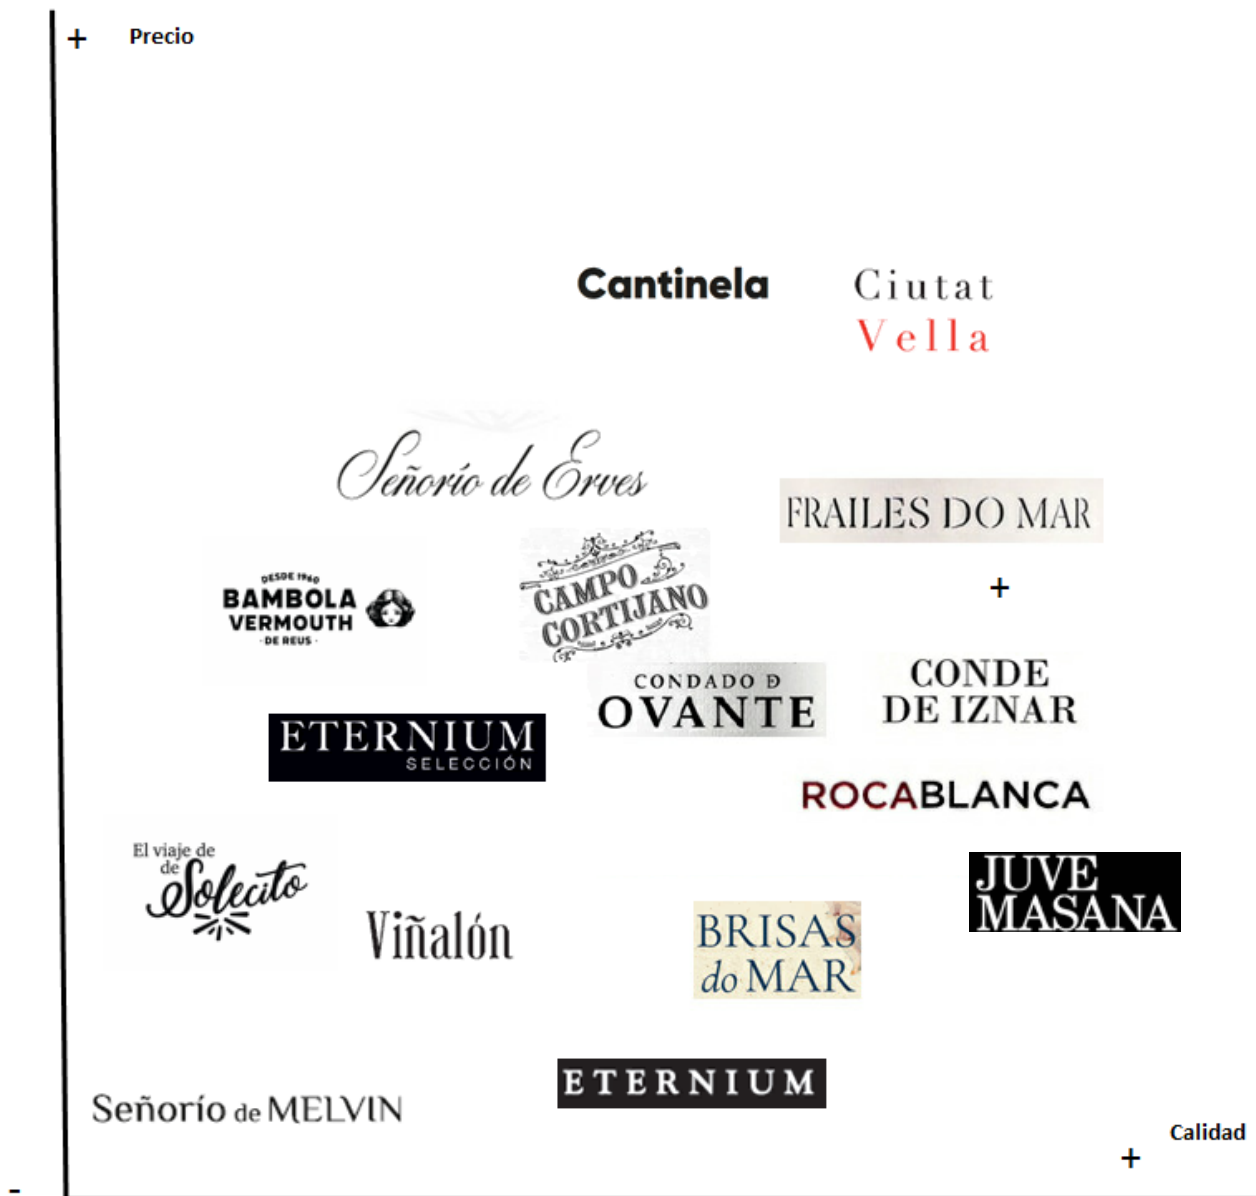 + Precio
Cantinela
Ciutat
Vella
Señorío de Erves
FRAILES DO MAR
DESDE 1960
BAMBOLA
VERMOUTH
· DE REUS ·
CAMPO
CORTIJANO
+
CONDADO D
OVANTE
CONDE
DE IZNAR
ETERNIUM
SELECCIÓN
ROCABLANCA
El viaje de
de
Solecito
Viñalón
BRISAS
do MAR
JUVE
MASANA
ETERNIUM
Señorío de MELVIN
Calidad
+
-